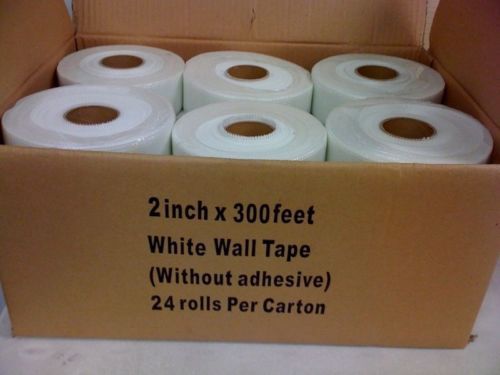 2inch x 300feet
White Wall Tape
(Without adhesive)
24 rolls Per Carton